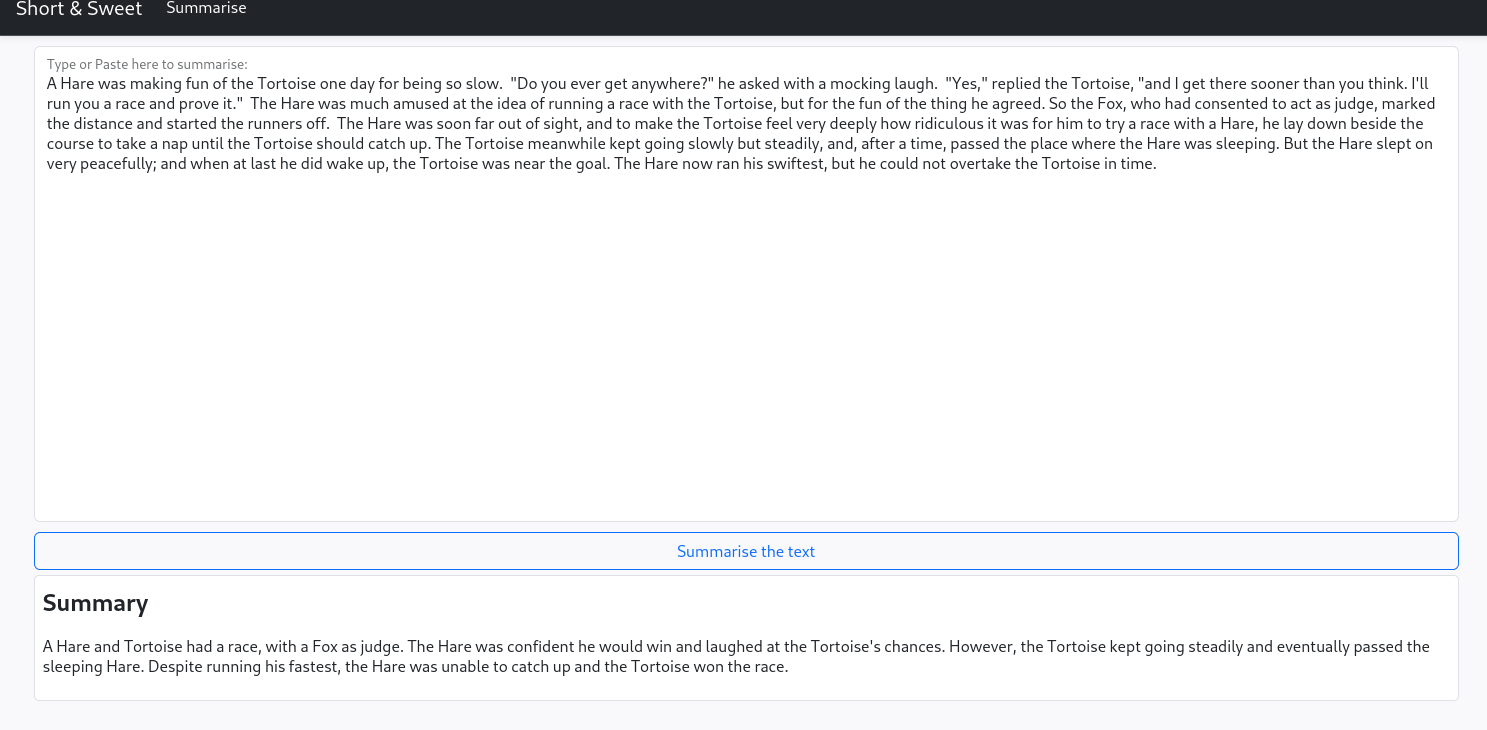 Short & Sweet Summarise
Type or Paste here to summarise:
A Hare was making fun of the Tortoise one day for being so slow.  "Do you ever get anywhere?" he asked with a mocking laugh.  "Yes," replied the Tortoise, "and I get there sooner than you think. I'll
run you a race and prove it."  The Hare was much amused at the idea of running a race with the Tortoise, but for the fun of the thing he agreed. So the Fox, who had consented to act as judge, marked
the distance and started the runners off.  The Hare was soon far out of sight, and to make the Tortoise feel very deeply how ridiculous it was for him to try a race with a Hare, he lay down beside the
course to take a nap until the Tortoise should catch up. The Tortoise meanwhile kept going slowly but steadily, and, after a time, passed the place where the Hare was sleeping. But the Hare slept on
very peacefully; and when at last he did wake up, the Tortoise was near the goal. The Hare now ran his swiftest, but he could not overtake the Tortoise in time.
Summarise the text
Summary
A Hare and Tortoise had a race, with a Fox as judge. The Hare was confident he would win and laughed at the Tortoise's chances. However, the Tortoise kept going steadily and eventually passed the
sleeping Hare. Despite running his fastest, the Hare was unable to catch up and the Tortoise won the race.